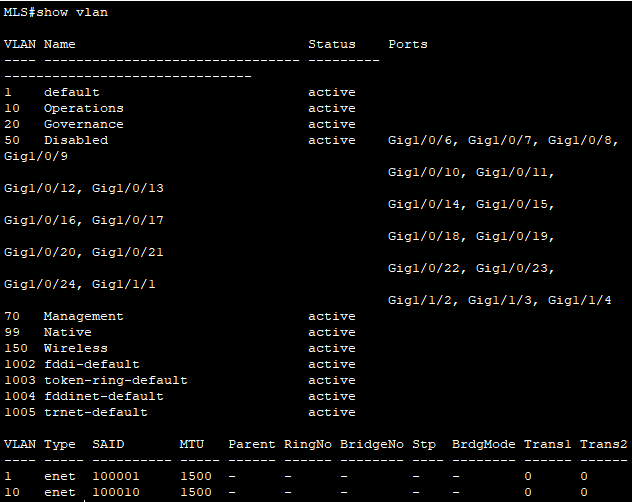 MLS#show vlan
VLAN Name                             Status    Ports
---- -------------------------------- ---------
-------------------------------
1    default                          active
10   Operations                       active
20   Governance                       active
50   Disabled                         active    Gig1/0/6, Gig1/0/7, Gig1/0/8,
Gig1/0/9
                                                Gig1/0/10, Gig1/0/11,
Gig1/0/12, Gig1/0/13
                                                Gig1/0/14, Gig1/0/15,
Gig1/0/16, Gig1/0/17
                                                Gig1/0/18, Gig1/0/19,
Gig1/0/20, Gig1/0/21
                                                Gig1/0/22, Gig1/0/23,
Gig1/0/24, Gig1/1/1
                                                Gig1/1/2, Gig1/1/3, Gig1/1/4
70   Management                       active
99   Native                           active
150  Wireless                         active
1002 fddi-default                     active
1003 token-ring-default               active
1004 fddinet-default                  active
1005 trnet-default                    active
VLAN Type  SAID       MTU   Parent RingNo BridgeNo Stp  BrdgMode Trans1 Trans2
---- ----- ---------- ----- ------ ------ -------- ---- -------- ------ ------
1    enet  100001     1500  -      -      -        -    -        0      0
10   enet  100010     1500  -      -      -        -    -        0      0